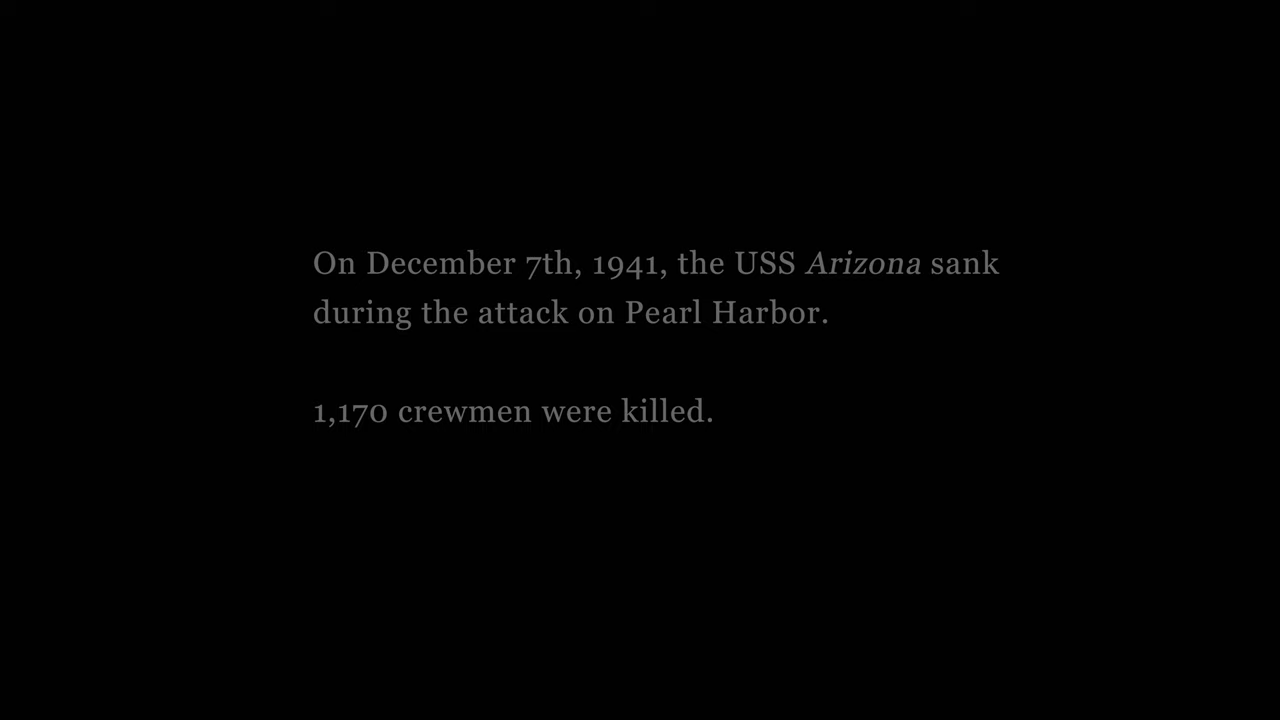 On December 7th, 1941, the USS Arizona sank
during the attack on Pearl Harbor.
1,170 crewmen were killed.